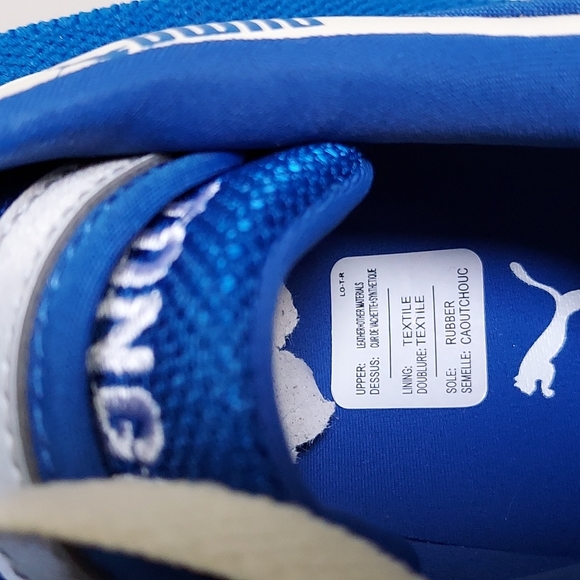 LO-T-R
UPPER: LEATHER+OTHER MATERIALS
DESSUS: CUIR DE VACHETTE+SYNTHETIQUE
LINING: TEXTILE
DOUBLURE: TEXTILE
SOLE: RUBBER
SEMELLE: CAOUTCHOUC